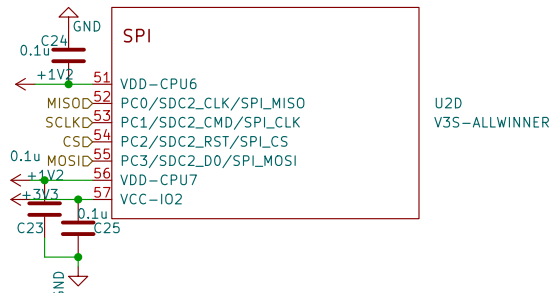 GND
SPI
C24
0.1u
+1V2
51
VDD-CPU6
MISO
52
PC0/SDC2_CLK/SPI_MISO
U2D
SCLK
53
PC1/SDC2_CMD/SPI_CLK
V3S-ALLWINNER
CS
54
PC2/SDC2_RST/SPI_CS
0.1u
MOSI
55
PC3/SDC2_D0/SPI_MOSI
+1V2
56
VDD-CPU7
+3V3
57
VCC-IO2
0.1u
C23
C25
GND